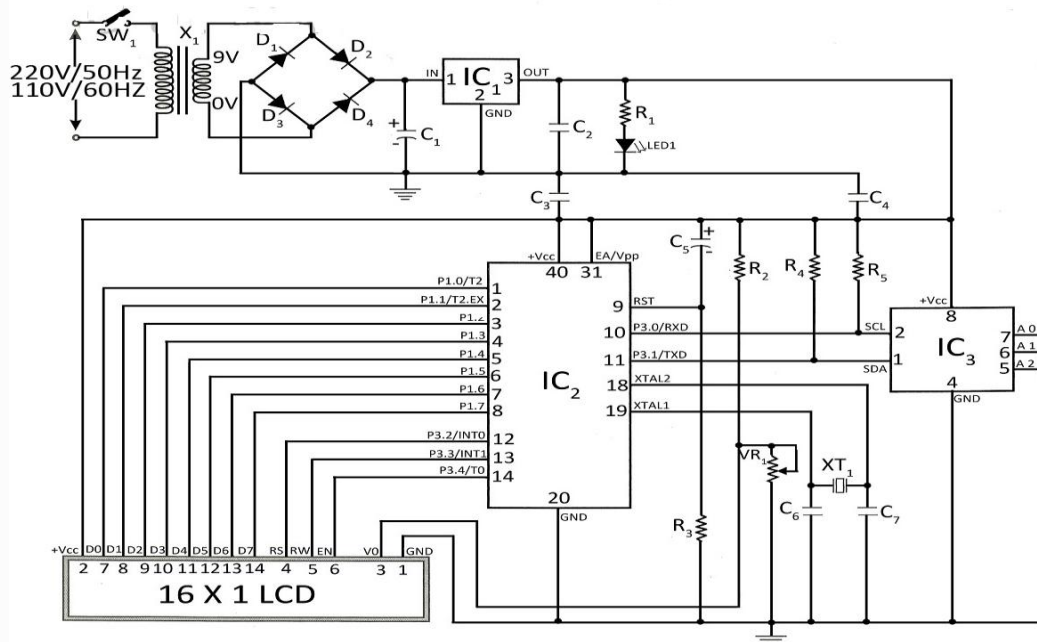 SW1
X1
220V/50Hz
110V/60HZ
9V
0V
D1
D2
D3
D4
C1
IN
1
IC1
3
OUT
2
GND
C2
R1
LED1
C3
C4
+Vcc
40
EA/Vpp
31
C5
+
-
R2
R4
R5
P1.0/T2
1
P1.1/T2.EX
2
P1.2
3
P1.3
4
P1.4
5
P1.5
6
P1.6
7
P1.7
8
P3.2/INT0
12
P3.3/INT1
13
P3.4/T0
14
IC2
9
RST
10
P3.0/RXD
11
P3.1/TXD
18
XTAL2
19
XTAL1
20
GND
+Vcc
8
SCL
2
1
SDA
IC3
7
A 0
6
A 1
5
A 2
4
GND
VR1
XT1
C6
C7
R3
+Vcc D0 D1 D2 D3 D4 D5 D6 D7 RS RW EN V0 GND
2 7 8 9 10 11 12 13 14 4 5 6 3 1
16 X 1 LCD